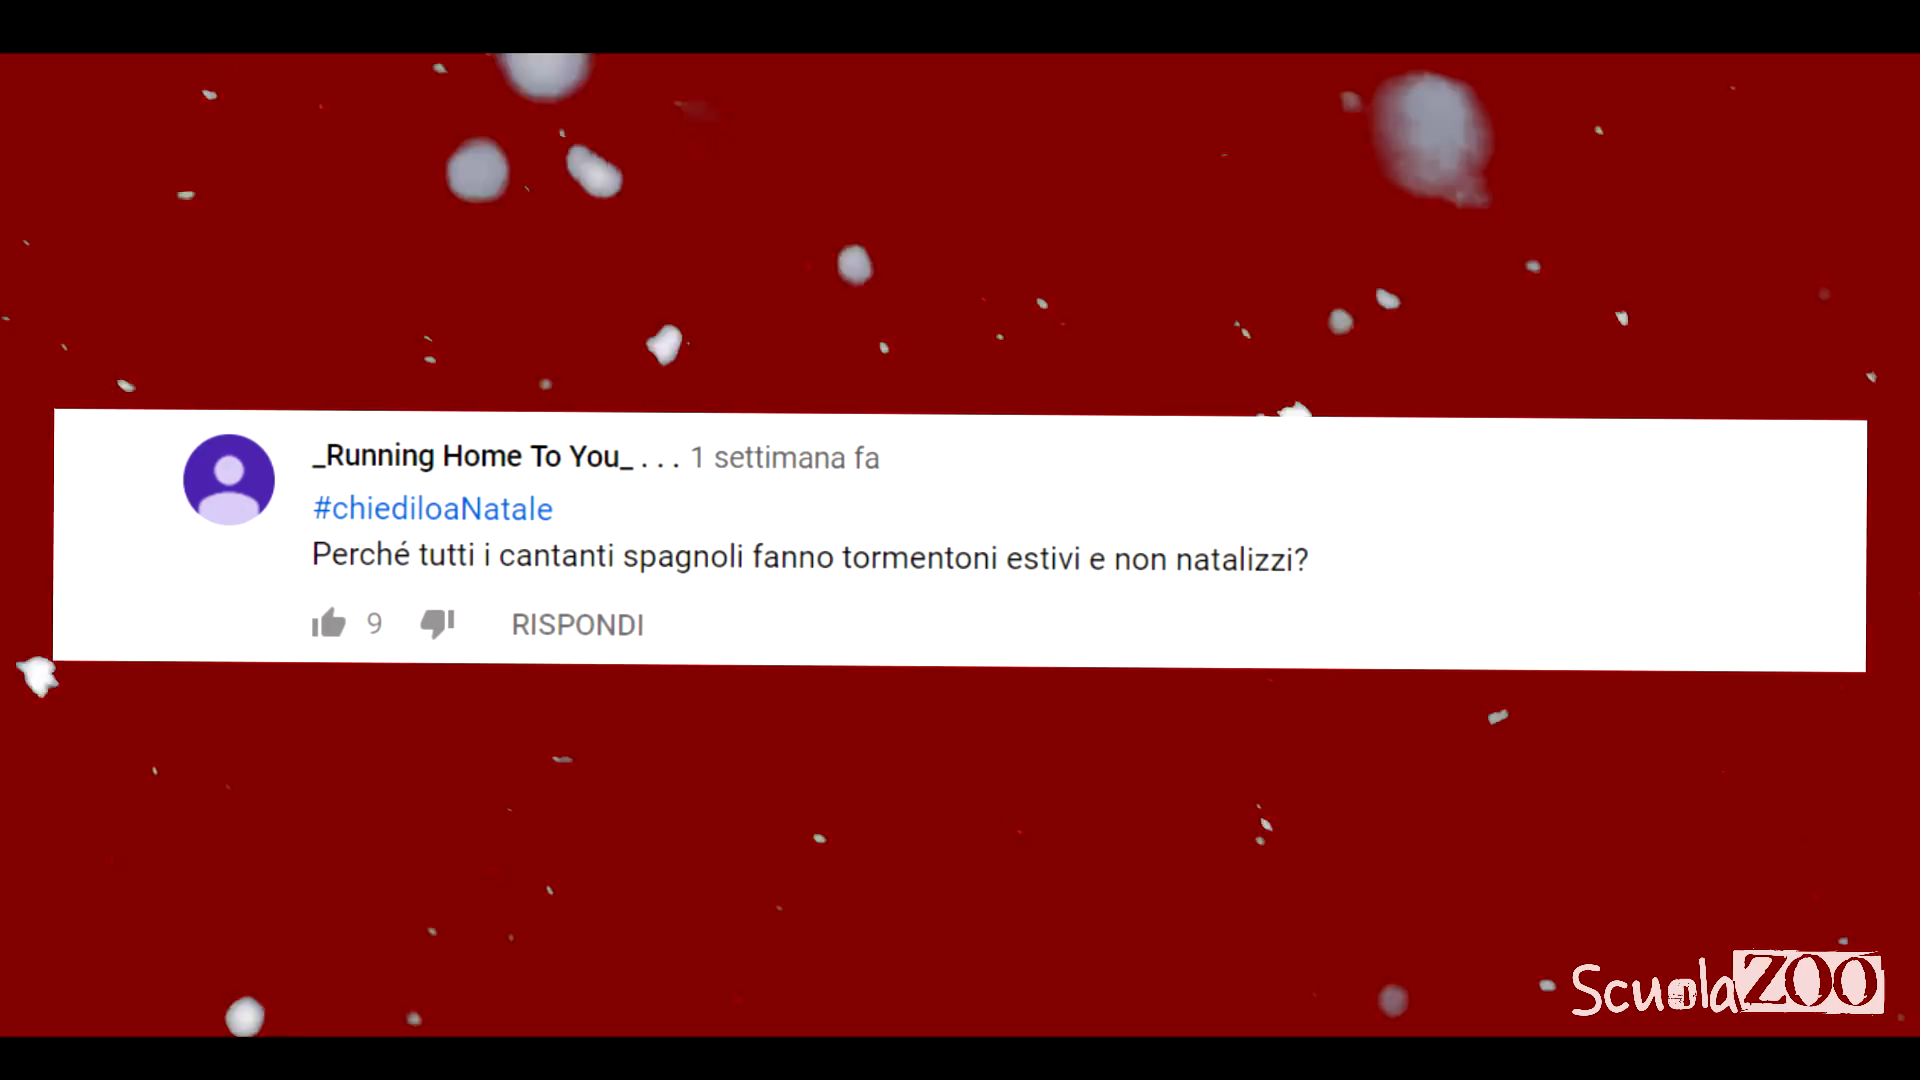 _Running Home To You_ . . . 1 settimana fa
#chiediloaNatale
Perché tutti i cantanti spagnoli fanno tormentoni estivi e non natalizzi?
9 RISPONDI
ScuolaZOO